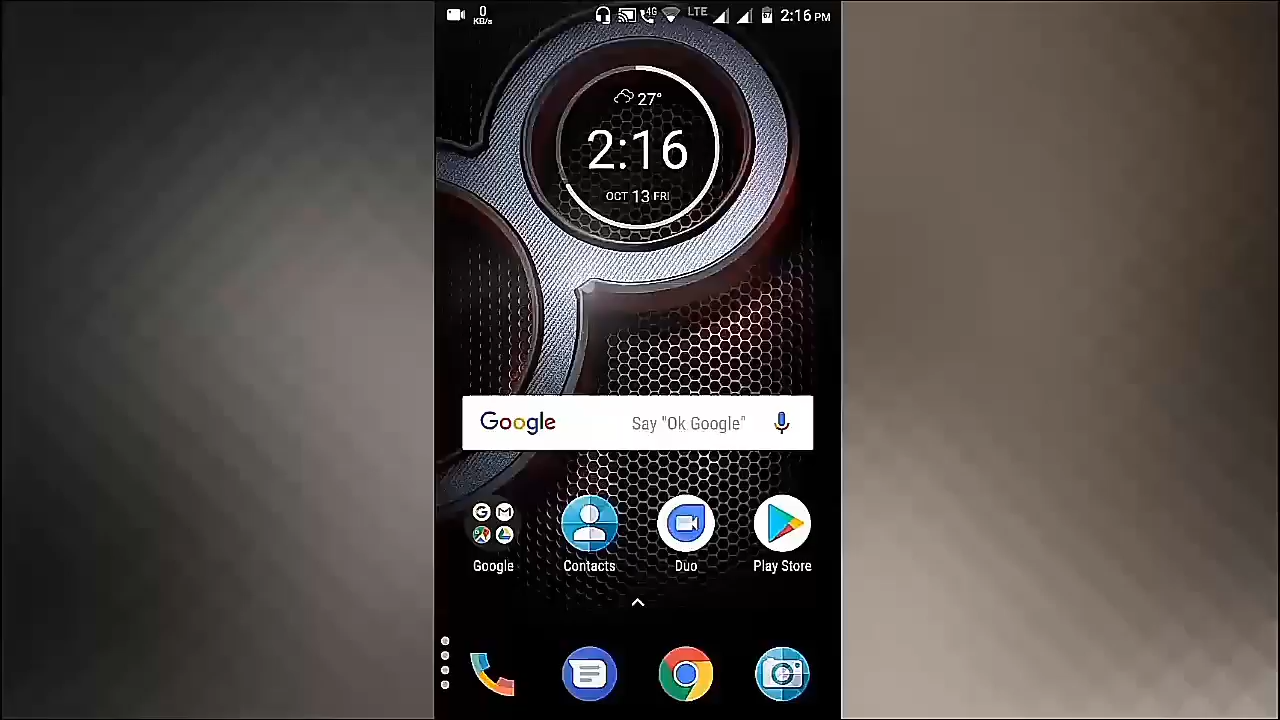 0
KB/s
4G
LTE
67
2:16 PM
27°
2:16
OCT 13 FRI
Google
Say "Ok Google"
Google
Contacts
Duo
Play Store